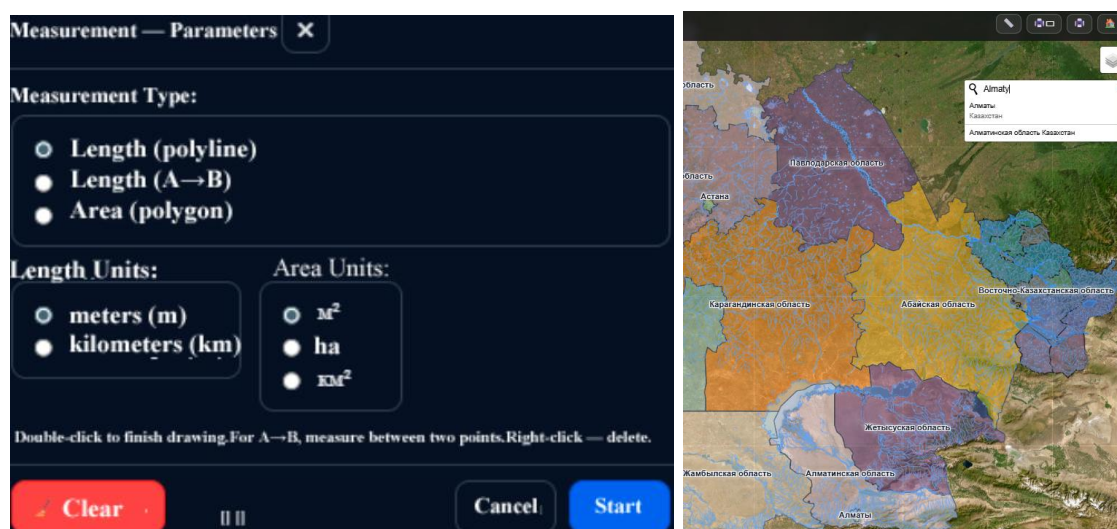 Measurement — Parameters ✕
Measurement Type:
Length (polyline)
Length (A→B)
Area (polygon)
Length Units:
meters (m)
kilometers (km)
Area Units:
м²
ha
км²
Double-click to finish drawing.For A→B, measure between two points.Right-click — delete.
Clear
Cancel
Start
Almaty
Алматы
Казахстан
Алматинская область Казахстан
область
Павлодарская область
область
Астана
Карагандинская область
Абайская область
Восточно-Казахстанская область
Жетысуская область
Жамбылская область
Алматинская область
Алматы